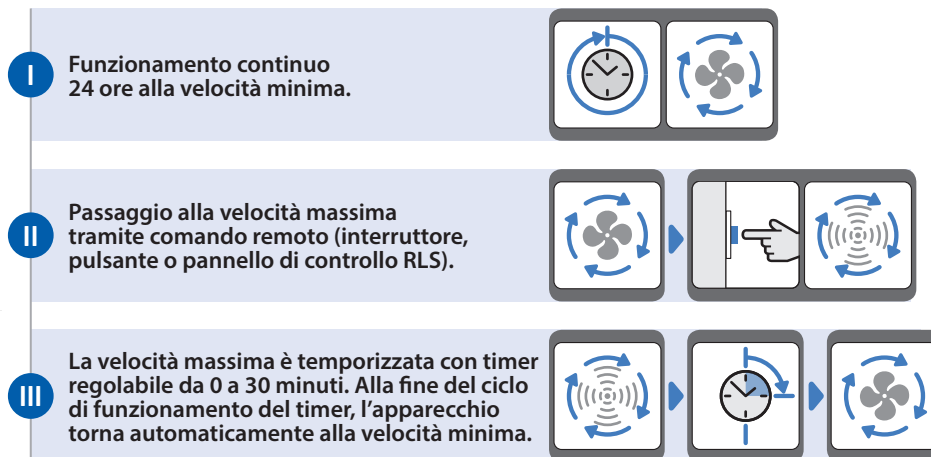 I
Funzionamento continuo
24 ore alla velocità minima.
II
Passaggio alla velocità massima
tramite comando remoto (interruttore,
pulsante o pannello di controllo RLS).
III
La velocità massima è temporizzata con timer
regolabile da 0 a 30 minuti. Alla fine del ciclo
di funzionamento del timer, l’apparecchio
torna automaticamente alla velocità minima.